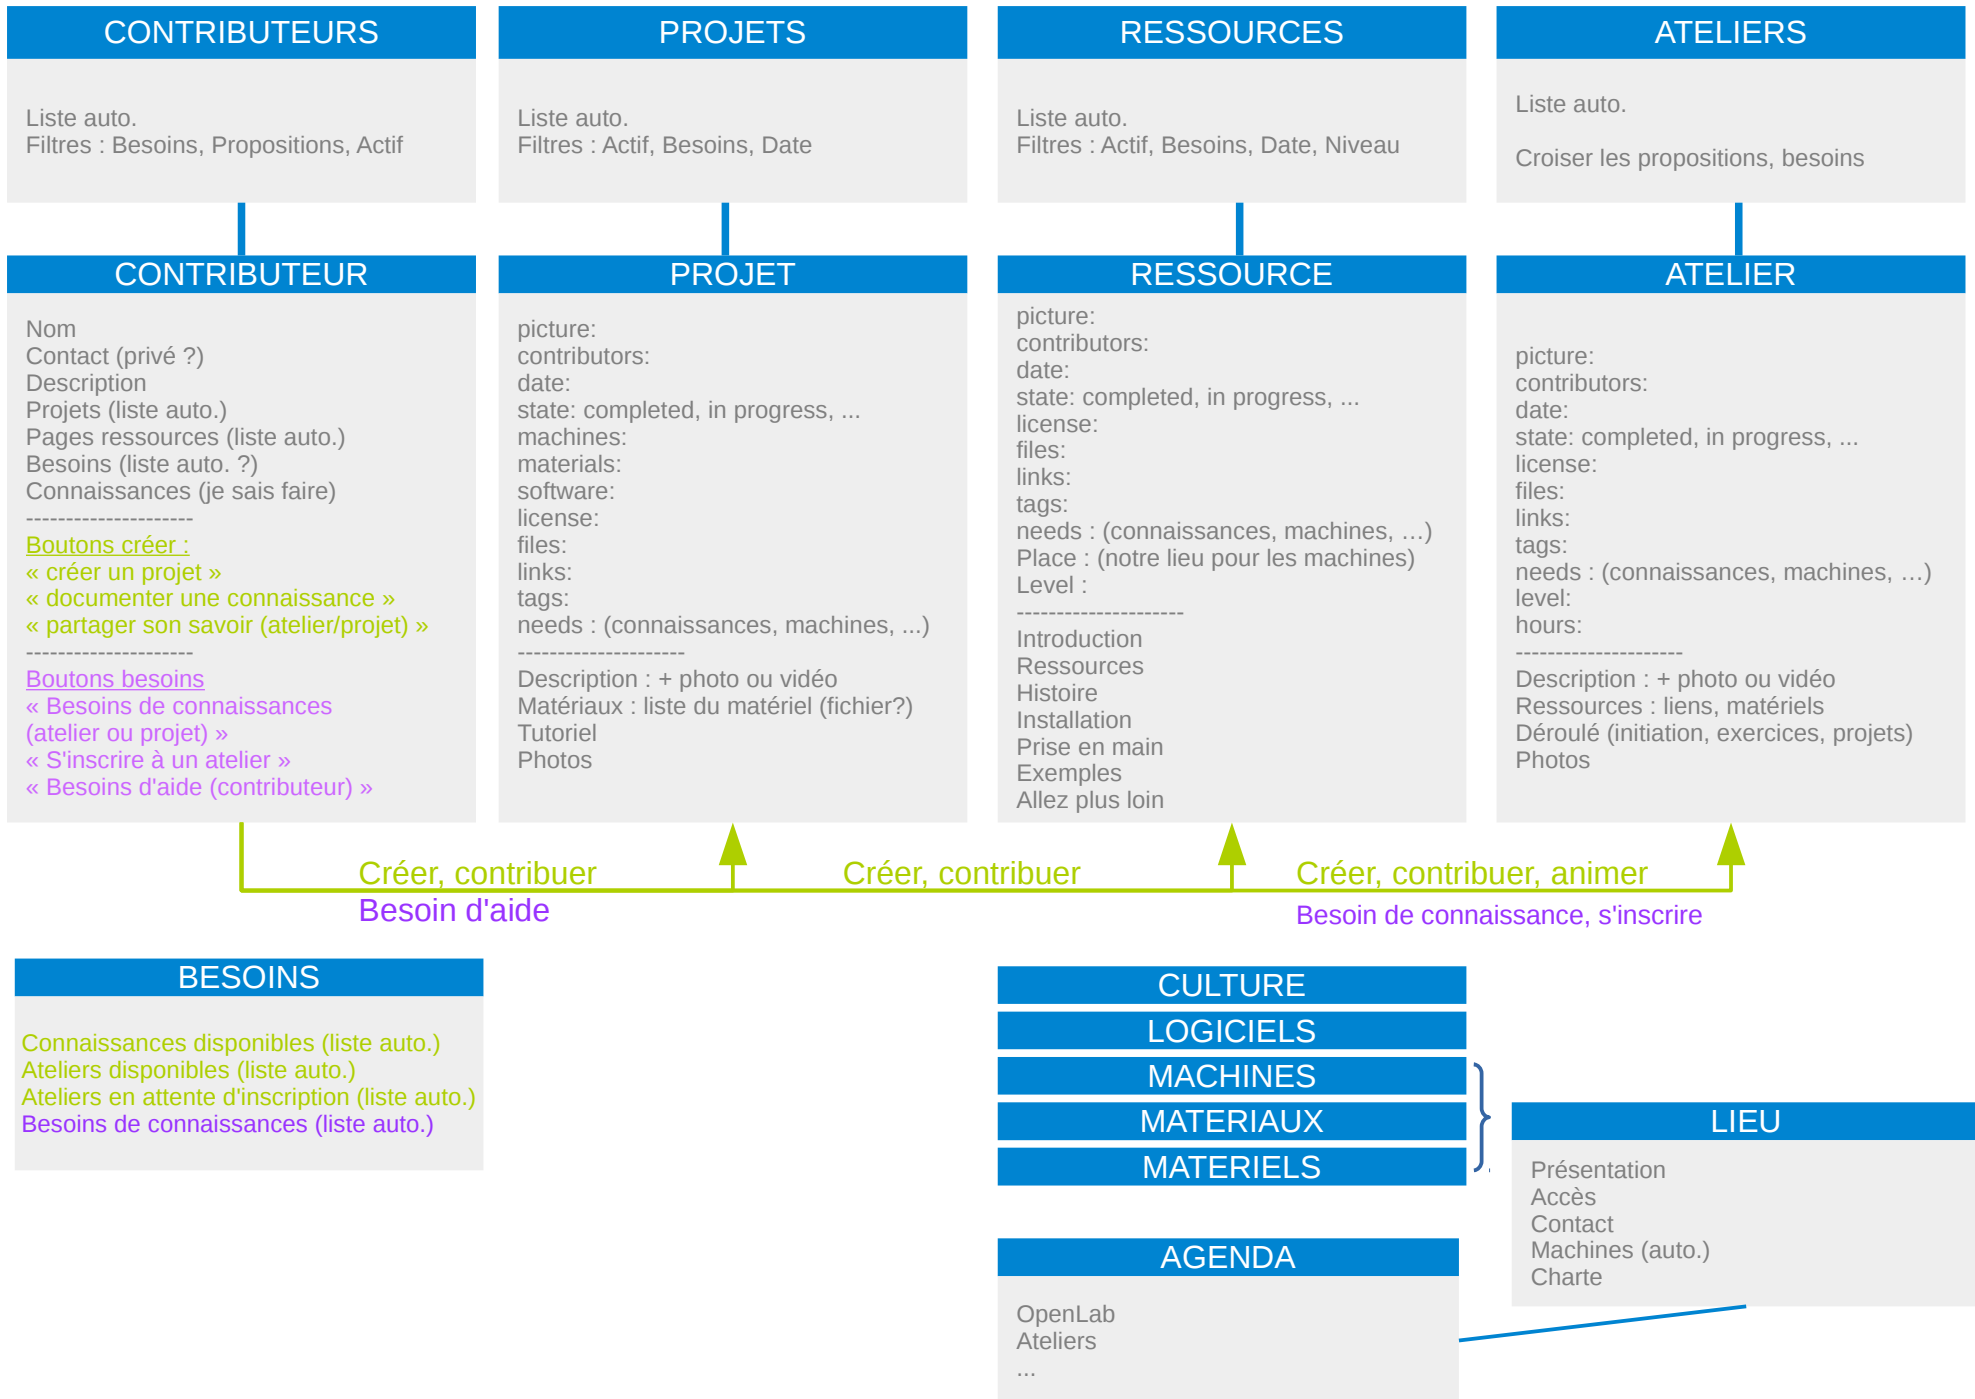 CONTRIBUTEURS
Liste auto.
Filtres : Besoins, Propositions, Actif
PROJETS
Liste auto.
Filtres : Actif, Besoins, Date
RESSOURCES
Liste auto.
Filtres : Actif, Besoins, Date, Niveau
ATELIERS
Liste auto.
Croiser les propositions, besoins
CONTRIBUTEUR
Nom
Contact (privé ?)
Description
Projets (liste auto.)
Pages ressources (liste auto.)
Besoins (liste auto. ?)
Connaissances (je sais faire)
---------------------
Boutons créer :
« créer un projet »
« documenter une connaissance »
« partager son savoir (atelier/projet) »
---------------------
Boutons besoins
« Besoins de connaissances
(atelier ou projet) »
« S'inscrire à un atelier »
« Besoins d'aide (contributeur) »
PROJET
picture:
contributors:
date:
state: completed, in progress, ...
machines:
materials:
software:
license:
files:
links:
tags:
needs : (connaissances, machines, ...)
---------------------
Description : + photo ou vidéo
Matériaux : liste du matériel (fichier?)
Tutoriel
Photos
RESSOURCE
picture:
contributors:
date:
state: completed, in progress, ...
license:
files:
links:
tags:
needs : (connaissances, machines, …)
Place : (notre lieu pour les machines)
Level :
---------------------
Introduction
Ressources
Histoire
Installation
Prise en main
Exemples
Allez plus loin
ATELIER
picture:
contributors:
date:
state: completed, in progress, ...
license:
files:
links:
tags:
needs : (connaissances, machines, …)
level:
hours:
---------------------
Description : + photo ou vidéo
Ressources : liens, matériels
Déroulé (initiation, exercices, projets)
Photos
Créer, contribuer
Besoin d'aide
Créer, contribuer
Créer, contribuer, animer
Besoin de connaissance, s'inscrire
BESOINS
Connaissances disponibles (liste auto.)
Ateliers disponibles (liste auto.)
Ateliers en attente d'inscription (liste auto.)
Besoins de connaissances (liste auto.)
CULTURE
LOGICIELS
MACHINES
MATERIAUX
MATERIELS
LIEU
Présentation
Accès
Contact
Machines (auto.)
Charte
AGENDA
OpenLab
Ateliers
...